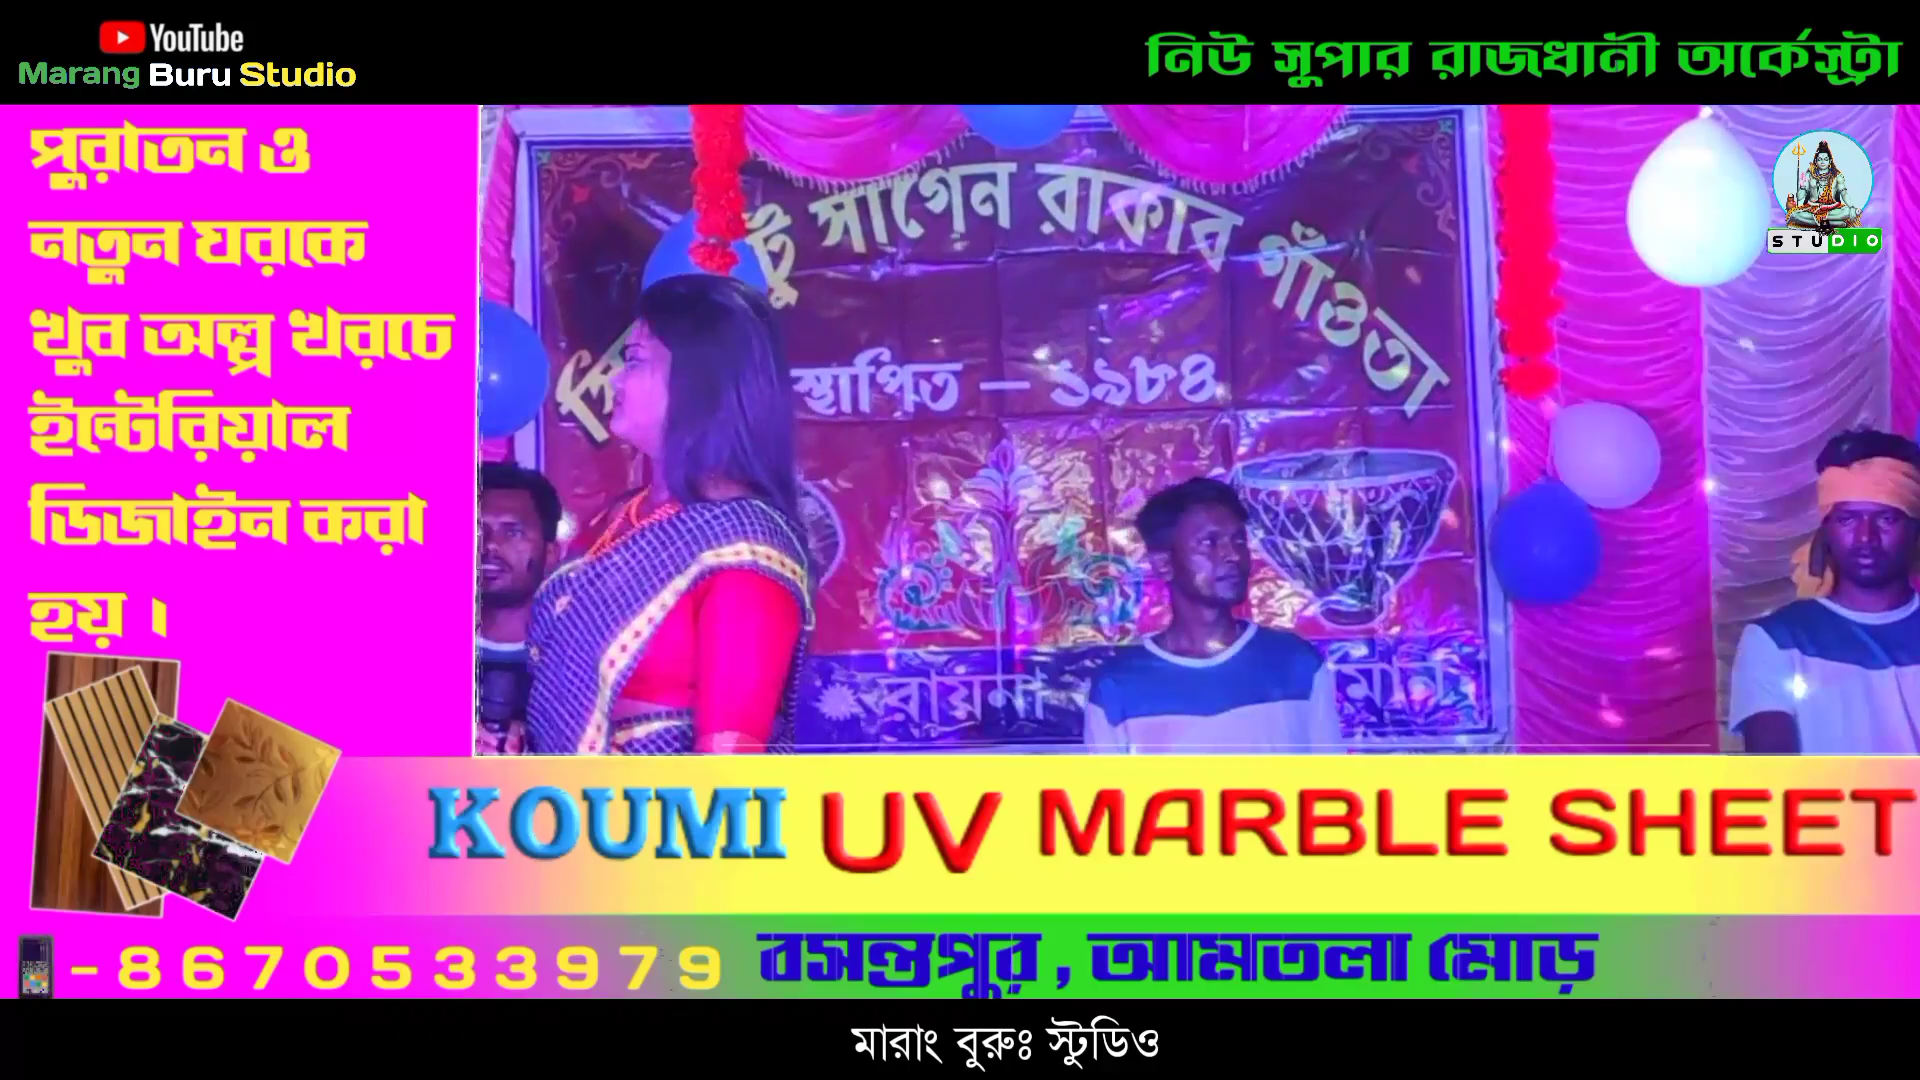 YouTube
Marang Buru Studio
নিউ সুপার রাজধানী অর্কেস্ট্রা
পুরাতন ও
নতুন ঘরকে
খুব অল্প খরচে
ইন্টেরিয়াল
ডিজাইন করা
হয় ।
সাগেন রাকাব গাঁওতা
স্থাপিত – ১৯৮৪
রায়না
STUDIO
KOUMI UV MARBLE SHEET
-8670533979 বসন্তপুর , আমতলা মোড়
মারাং বুরুঃ স্টুডিও